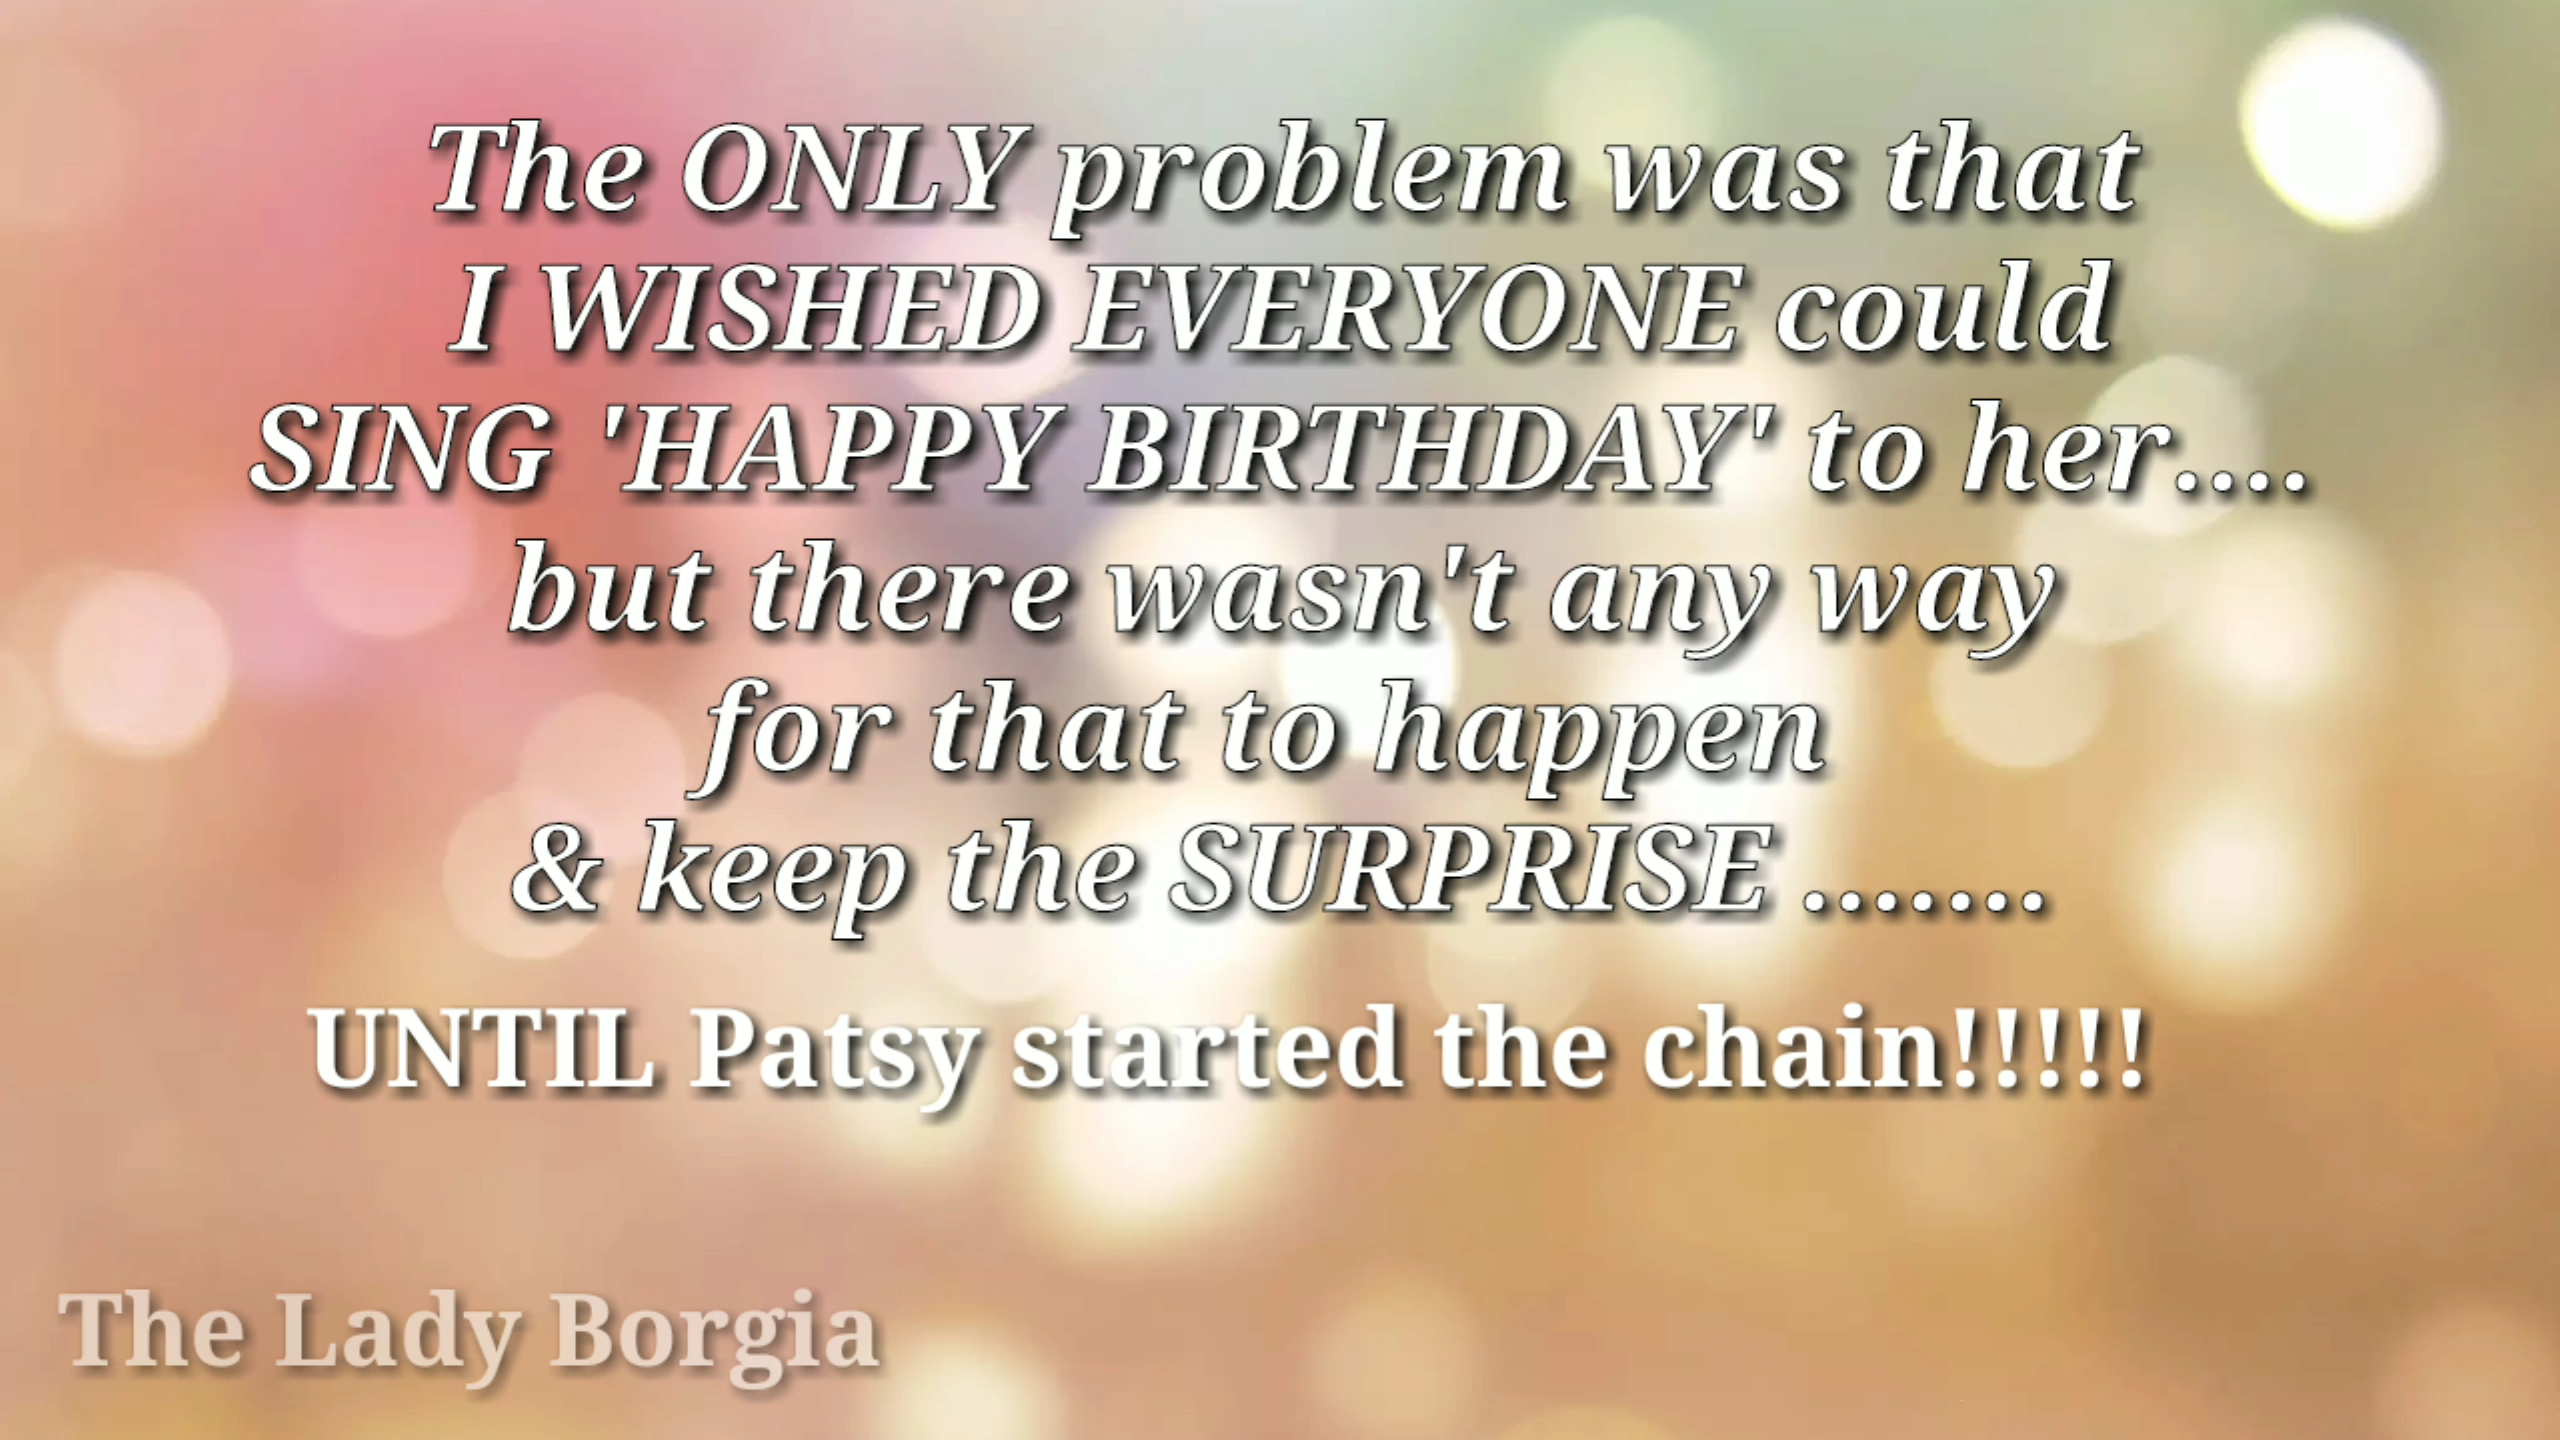 The ONLY problem was that
I WISHED EVERYONE could
SING 'HAPPY BIRTHDAY' to her....
but there wasn't any way
for that to happen
& keep the SURPRISE .......
UNTIL Patsy started the chain!!!!!
The Lady Borgia